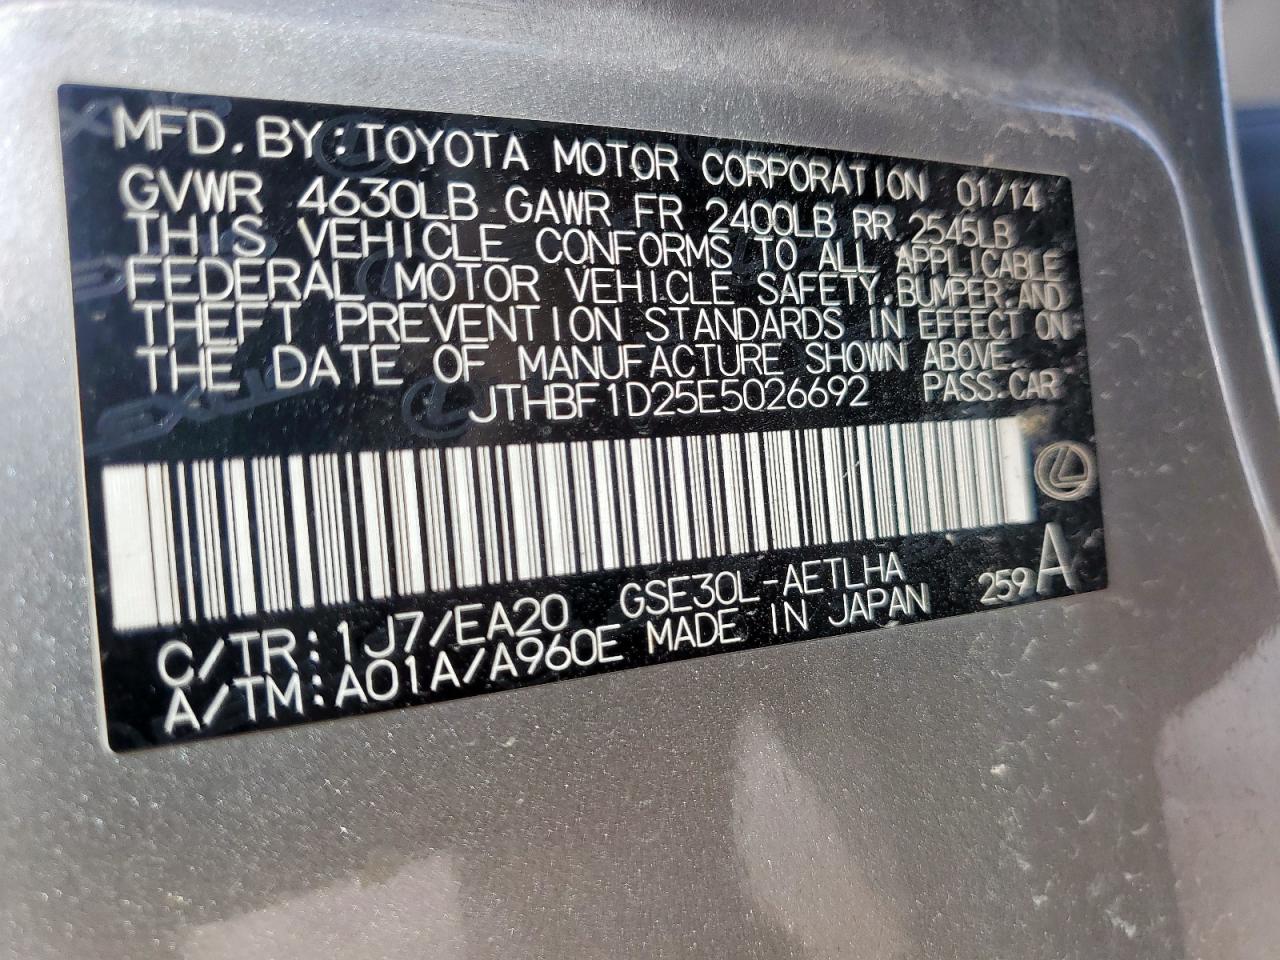 MFD. BY: TOYOTA MOTOR CORPORATION 01/14
GVWR 4630LB GAWR FR 2400LB RR 2545LB
THIS VEHICLE CONFORMS TO ALL APPLICABLE
FEDERAL MOTOR VEHICLE SAFETY, BUMPER, AND
THEFT PREVENTION STANDARDS IN EFFECT ON
THE DATE OF MANUFACTURE SHOWN ABOVE.
JTHBF1D25E5026692 PASS.CAR
C/TR: 1J7/EA20 GSE30L-AETLHA 259 A
A/TM: A01A/A960E MADE IN JAPAN